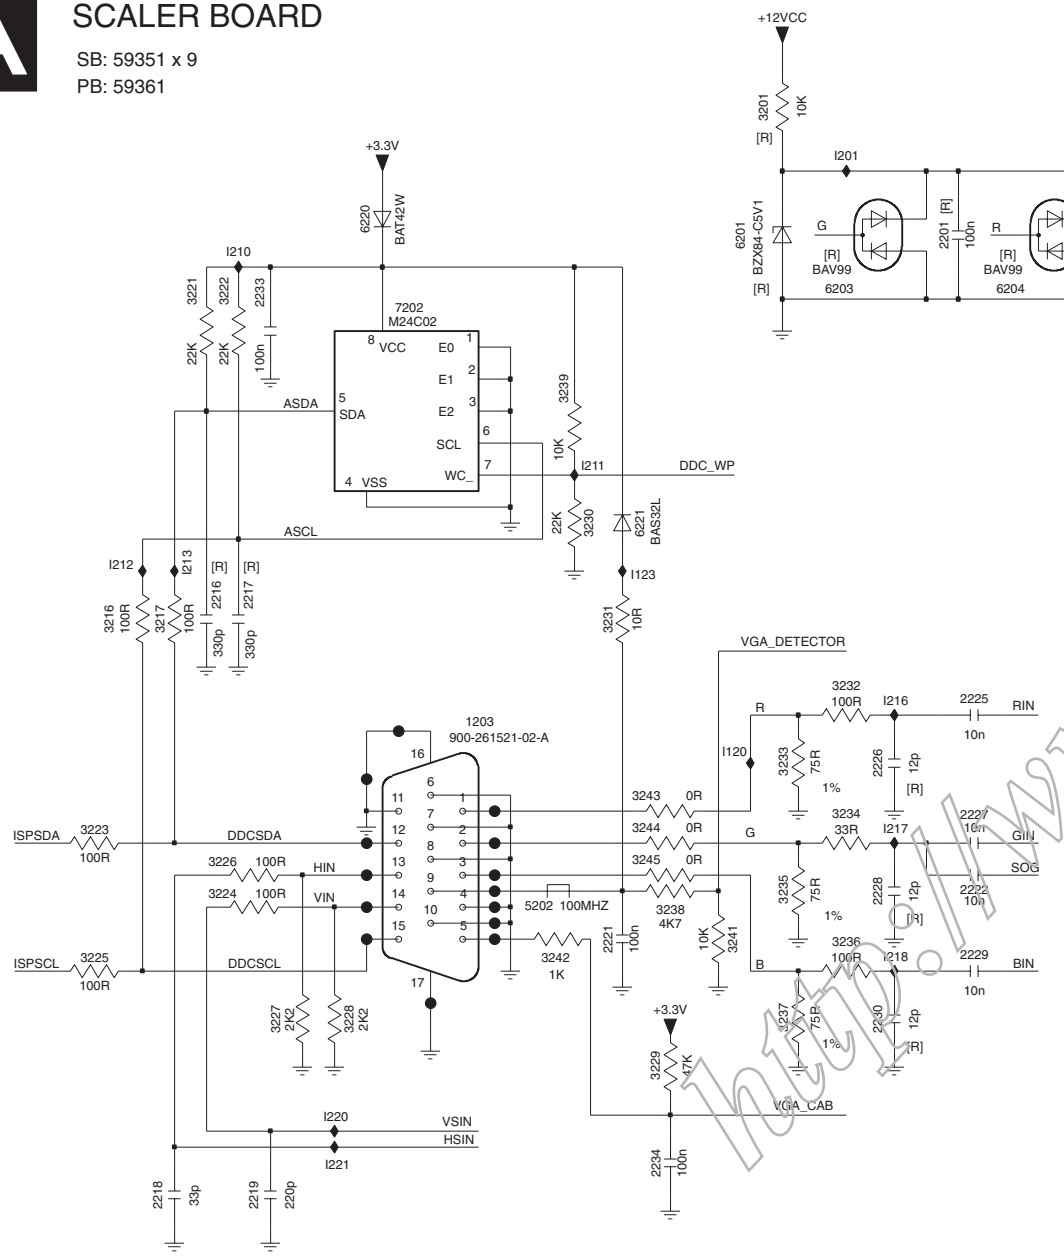 A
SCALER BOARD
SB: 59351 x 9
PB: 59361
+12VCC
3201
10K
[R]
I201
6201
BZX84-C5V1
[R]
G
[R]
BAV99
6203
2201
[R]
100n
R
[R]
BAV99
6204
+3.3V
6220
BAT42W
I210
3221
22K
3222
22K
2233
100n
7202
M24C02
8
VCC
E0
1
E1
2
E2
3
5
SDA
ASDA
SCL
6
WC_
7
4
VSS
3239
10K
I211
DDC_WP
22K
3230
6221
BAS32L
ASCL
I212
I213
[R]
[R]
3216
100R
3217
100R
2216
330p
2217
330p
I123
3231
10R
VGA_DETECTOR
1203
900-261521-02-A
16
6
11
1
7
12
2
8
13
3
9
14
4
10
15
5
17
R
3232
100R
I216
2225
10n
RIN
I120
3233
75R
1%
2226
12p
[R]
3243
0R
3244
0R
G
3234
33R
I217
2227
10n
GIN
ISPSDA
3223
100R
DDCSDA
3226
100R
HIN
3224
100R
VIN
3245
0R
SOG
2222
10n
5202
100MHZ
3238
4K7
3235
75R
1%
2228
12p
[R]
2221
100n
10K
3241
3242
1K
ISPSCL
3225
100R
DDCSCL
B
3236
100R
I218
2229
10n
BIN
3227
2K2
3228
2K2
+3.3V
3229
47K
3237
75R
1%
2230
12p
[R]
VGA_CAB
I220
VSIN
HSIN
I221
2218
33p
2219
220p
2234
100n
http://w